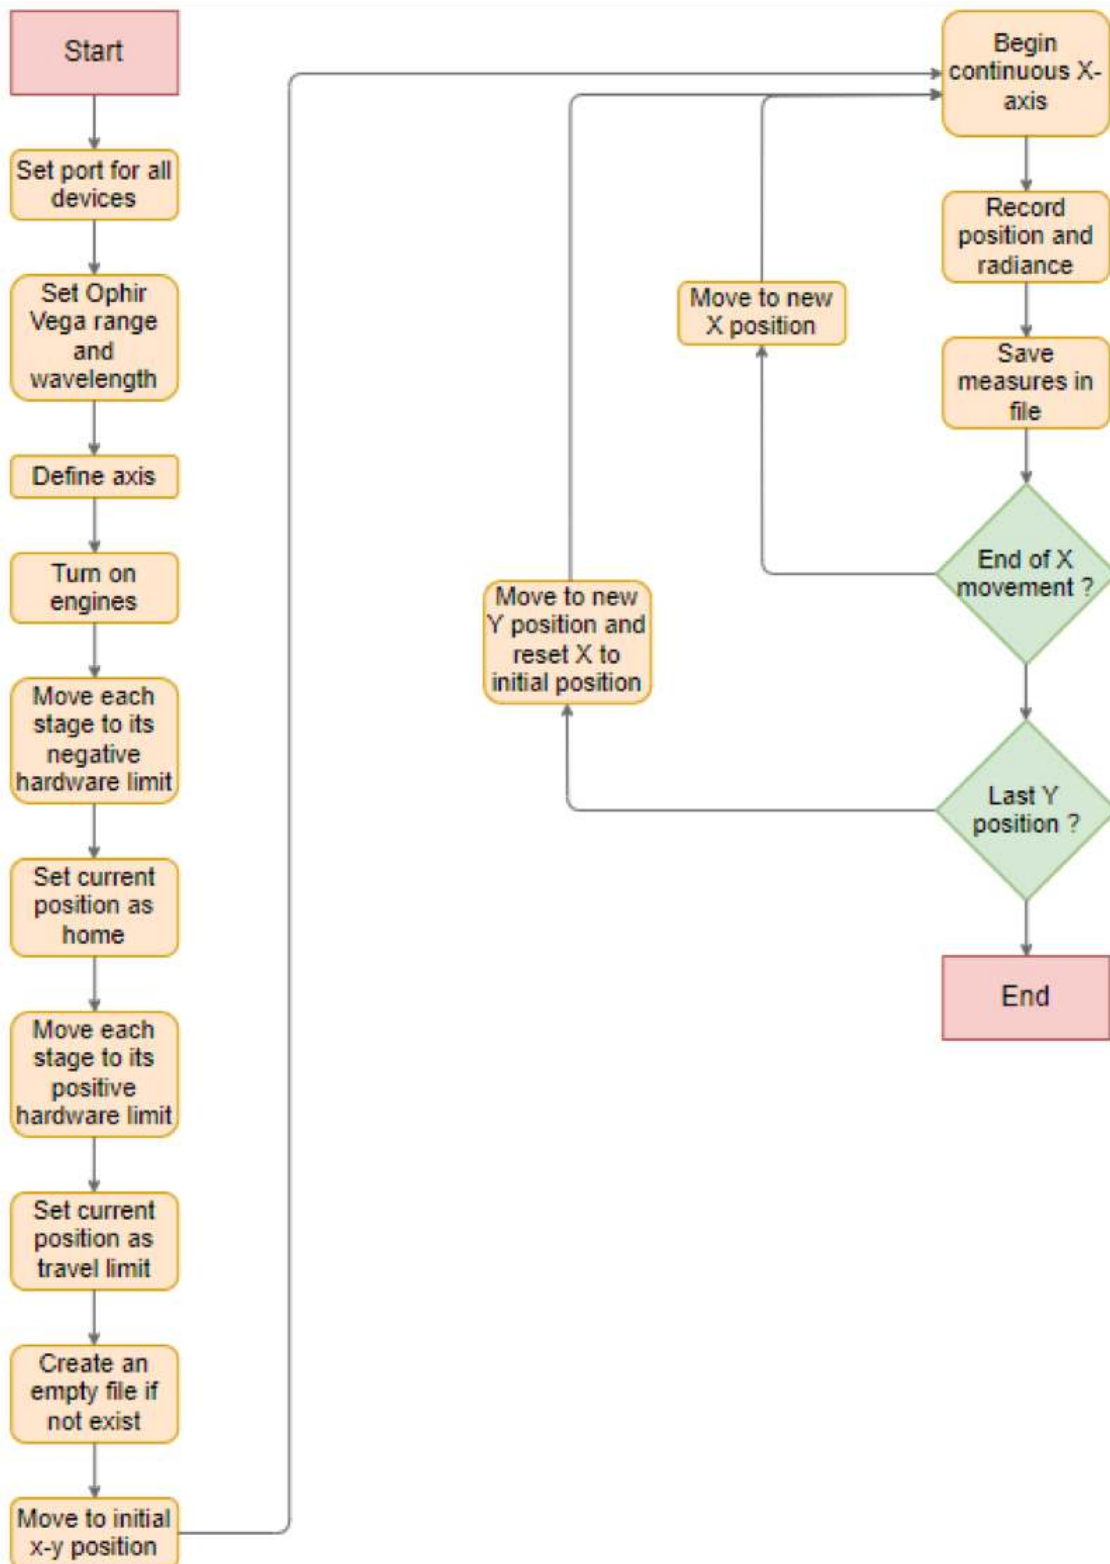 Start
Set port for all
devices
Set Ophir
Vega range
and
wavelength
Define axis
Turn on
engines
Move each
stage to its
negative
hardware limit
Set current
position as
home
Move each
stage to its
positive
hardware limit
Set current
position as
travel limit
Create an
empty file if
not exist
Move to initial
x-y position
Begin
continuous X-
axis
Record
position and
radiance
Save
measures in
file
End of X
movement ?
Move to new
X position
Last Y
position ?
Move to new
Y position and
reset X to
initial position
End